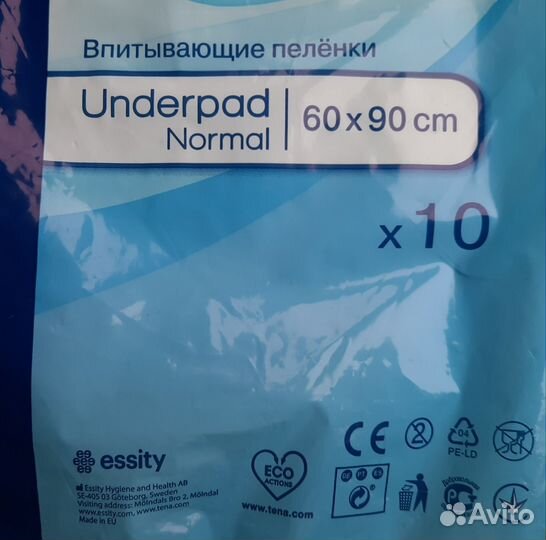 Впитывающие пелёнки
Underpad
Normal
60 x 90 cm
x 10
essity
Essity Hygiene and Health AB
SE-405 03 Göteborg, Sweden
Visiting address: Mölndals Bro 2, Mölndal
www.essity.com, www.tena.com
Made in EU
ECO
ACTIONS
www.tena.com
CE
2
04
PE-LD
Avito